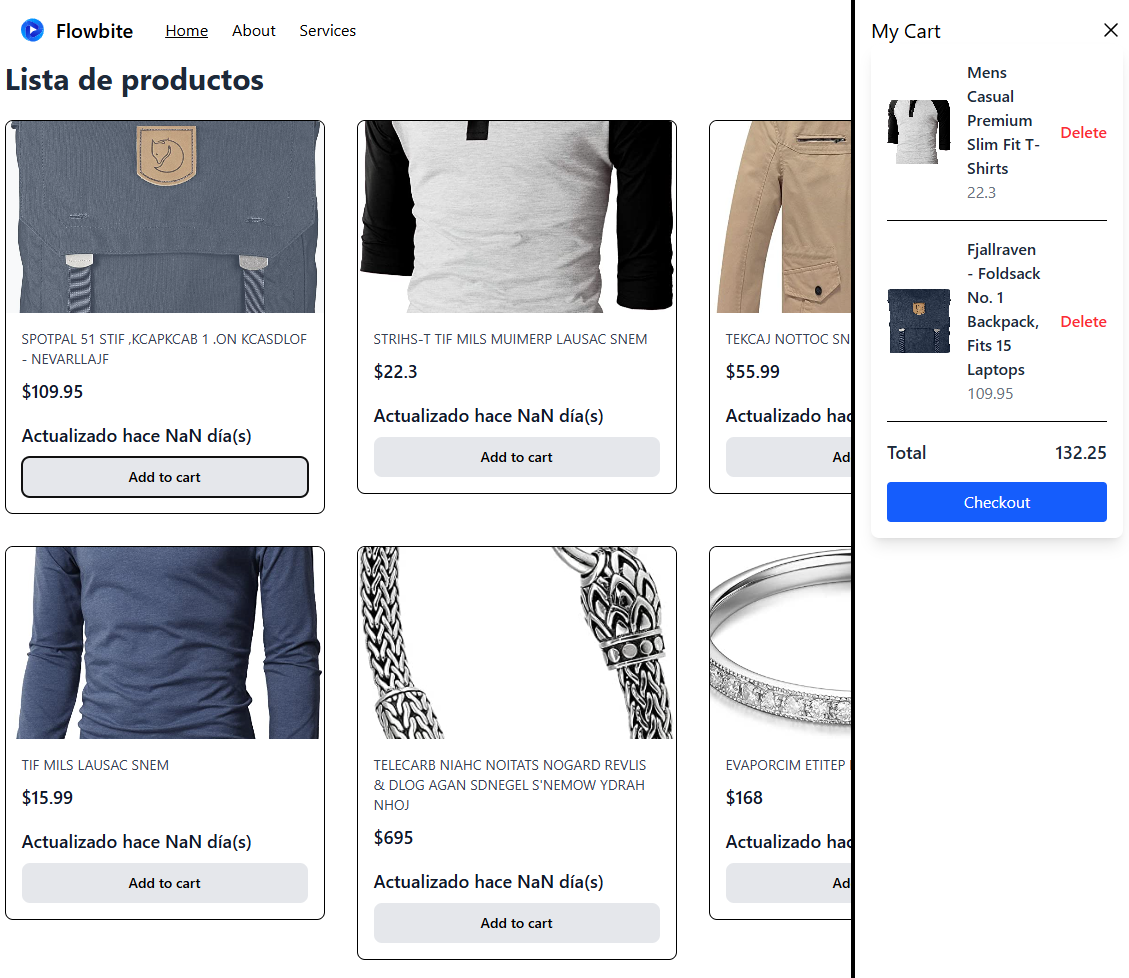 Flowbite
Home
About
Services
Lista de productos
SPOTPAL 51 STIF ,KCAPKCAB 1 .ON KCASDLOF
- NEVARLLAJF
$109.95
Actualizado hace NaN día(s)
Add to cart
STRIHS-T TIF MILS MUIMERP LAUSAC SNEM
$22.3
Actualizado hace NaN día(s)
Add to cart
TEKCAJ NOTTOC SN
$55.99
Actualizado hac
Ad
TIF MILS LAUSAC SNEM
$15.99
Actualizado hace NaN día(s)
Add to cart
TELECARB NIAHC NOITATS NOGARD REVLIS
& DLOG AGAN SDNEGEL S'NEMOW YDRAH
NHOJ
$695
Actualizado hace NaN día(s)
Add to cart
EVAPORCIM ETITEP
$168
Actualizado hac
Ad
My Cart
Mens
Casual
Premium
Slim Fit T-
Shirts
22.3
Delete
Fjallraven
- Foldsack
No. 1
Backpack,
Fits 15
Laptops
109.95
Delete
Total
132.25
Checkout